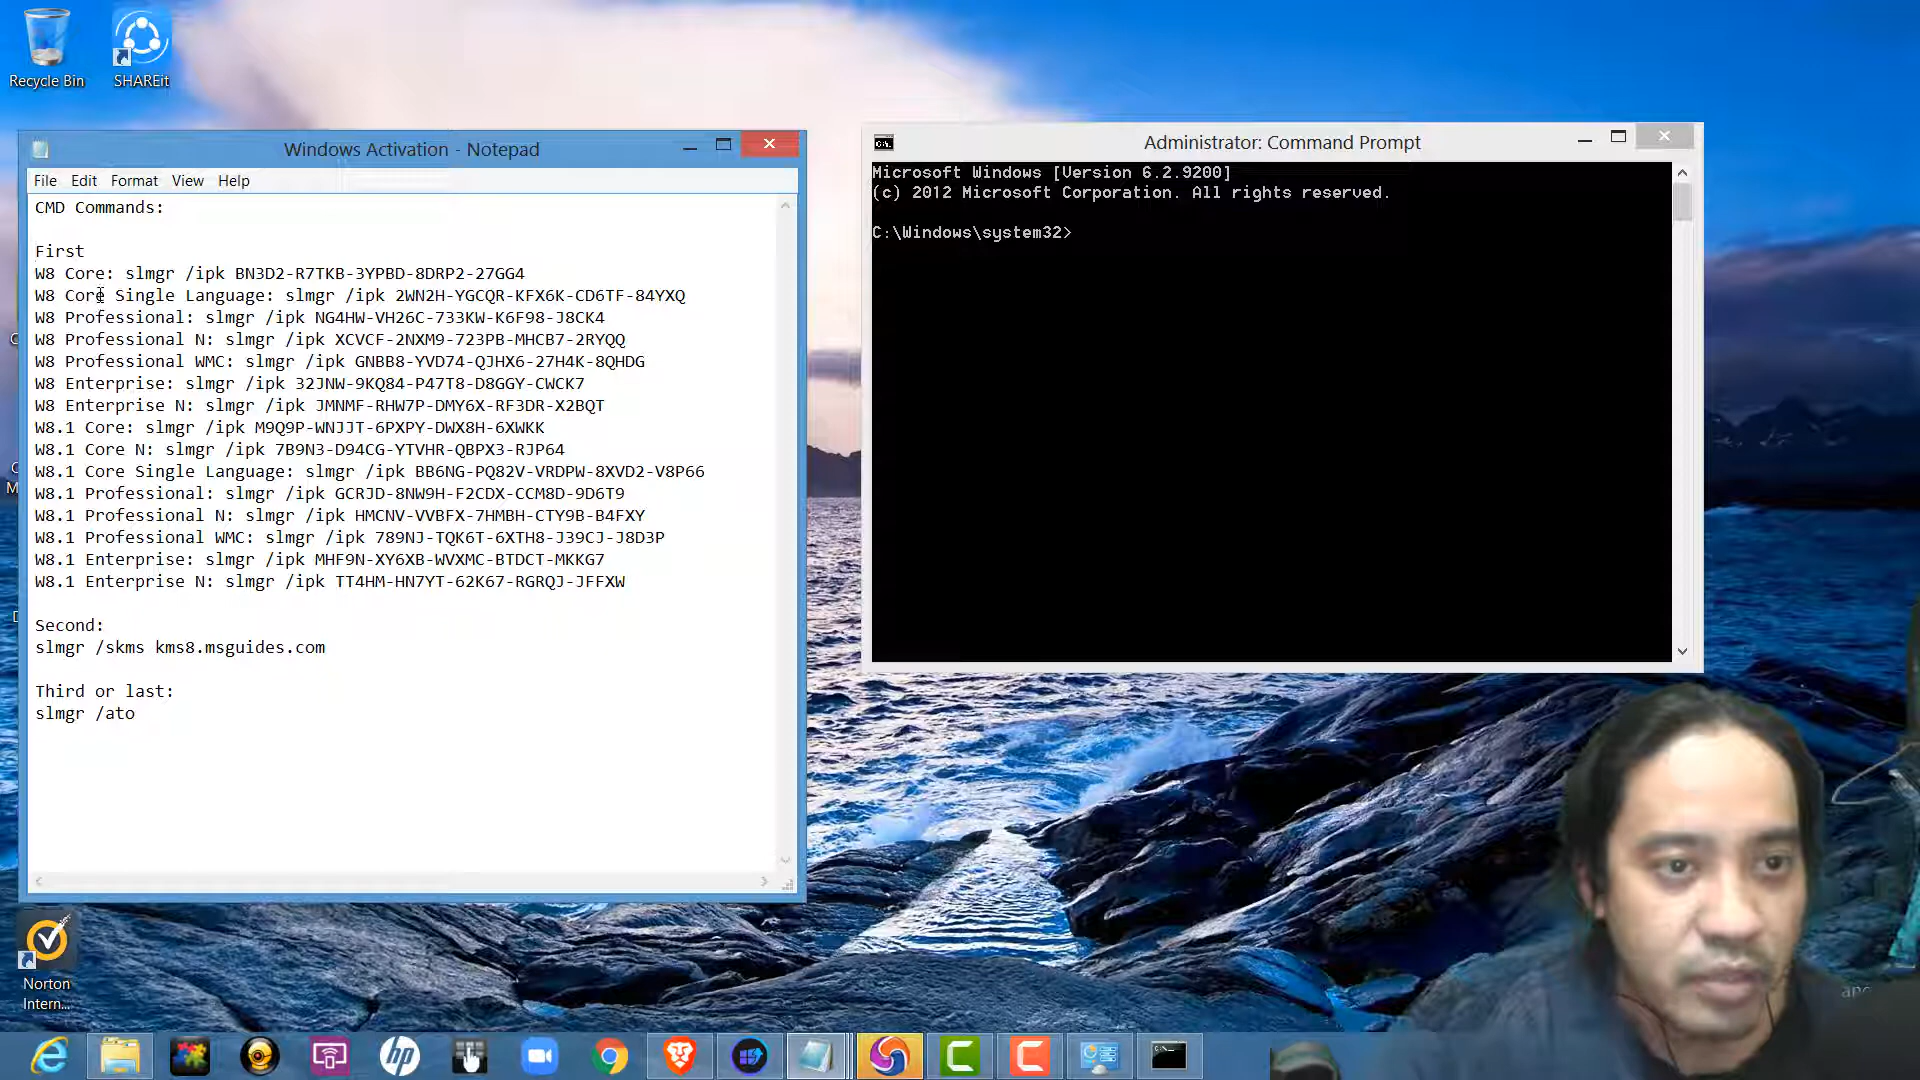 Recycle Bin
SHAREit
Windows Activation - Notepad
File Edit Format View Help
CMD Commands:
First
W8 Core: slmgr /ipk BN3D2-R7TKB-3YPBD-8DRP2-27GG4
W8 Core Single Language: slmgr /ipk 2WN2H-YGCQR-KFX6K-CD6TF-84YXQ
W8 Professional: slmgr /ipk NG4HW-VH26C-733KW-K6F98-J8CK4
W8 Professional N: slmgr /ipk XCVCF-2NXM9-723PB-MHCB7-2RYQQ
W8 Professional WMC: slmgr /ipk GNBB8-YVD74-QJHX6-27H4K-8QHDG
W8 Enterprise: slmgr /ipk 32JNW-9KQ84-P47T8-D8GGY-CWCK7
W8 Enterprise N: slmgr /ipk JMNMF-RHW7P-DMY6X-RF3DR-X2BQT
W8.1 Core: slmgr /ipk M9Q9P-WNJJT-6PXPY-DWX8H-6XWKK
W8.1 Core N: slmgr /ipk 7B9N3-D94CG-YTVHR-QBPX3-RJP64
W8.1 Core Single Language: slmgr /ipk BB6NG-PQ82V-VRDPW-8XVD2-V8P66
W8.1 Professional: slmgr /ipk GCRJD-8NW9H-F2CDX-CCM8D-9D6T9
W8.1 Professional N: slmgr /ipk HMCNV-VVBFX-7HMBH-CTY9B-B4FXY
W8.1 Professional WMC: slmgr /ipk 789NJ-TQK6T-6XTH8-J39CJ-J8D3P
W8.1 Enterprise: slmgr /ipk MHF9N-XY6XB-WVXMC-BTDCT-MKKG7
W8.1 Enterprise N: slmgr /ipk TT4HM-HN7YT-62K67-RGRQJ-JFFXW
Second:
slmgr /skms kms8.msguides.com
Third or last:
slmgr /ato
Administrator: Command Prompt
Microsoft Windows [Version 6.2.9200]
(c) 2012 Microsoft Corporation. All rights reserved.
C:\Windows\system32>
Norton
Intern...
hp